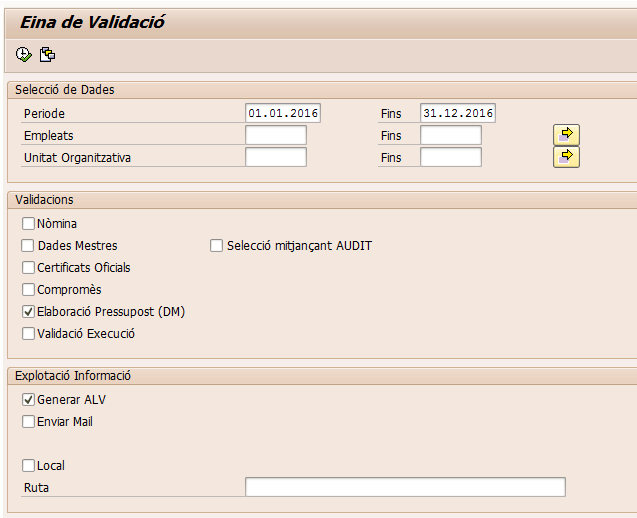 Eina de Validació
Selecció de Dades
Periode 01.01.2016 Fins 31.12.2016
Empleats Fins
Unitat Organitzativa Fins
Validacions
Nòmina
Dades Mestres Selecció mitjançant AUDIT
Certificats Oficials
Compromès
Elaboració Pressupost (DM)
Validació Execució
Explotació Informació
Generar ALV
Enviar Mail
Local
Ruta